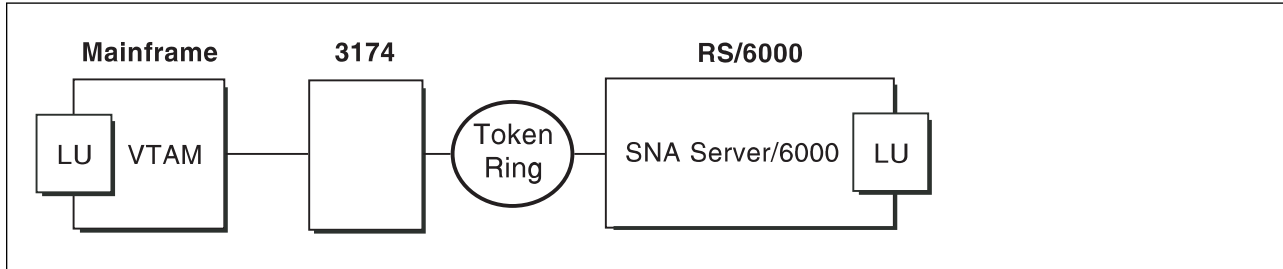 Mainframe
3174
RS/6000
LU
VTAM
Token
Ring
SNA Server/6000
LU